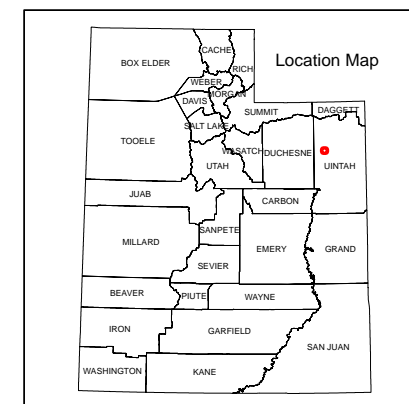 CACHE
BOX ELDER
Location Map
RICH
WEBER
MORGAN
DAVIS
SUMMIT
DAGGETT
SALT LAKE
TOOELE
WASATCH
DUCHESNE
UTAH
UINTAH
JUAB
CARBON
SANPETE
MILLARD
EMERY
GRAND
SEVIER
BEAVER
PIUTE
WAYNE
IRON
GARFIELD
SAN JUAN
WASHINGTON
KANE